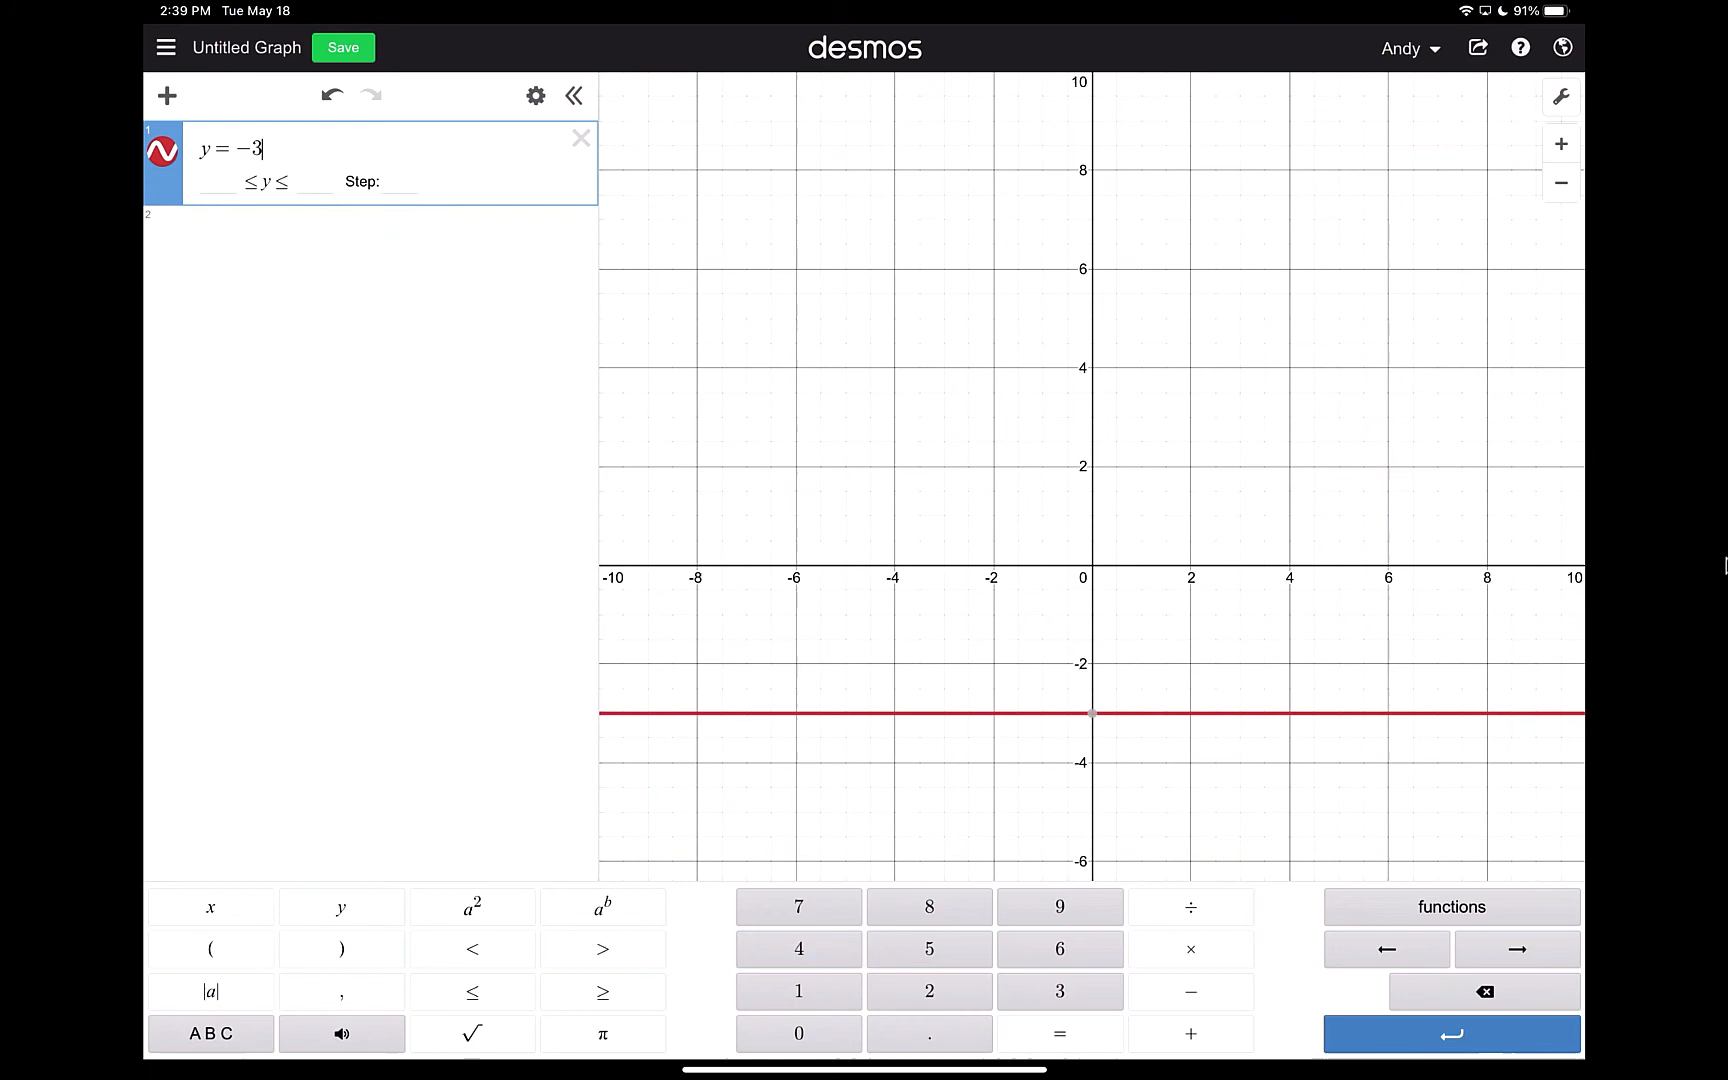 2:39 PM Tue May 18
91%
Untitled Graph Save desmos Andy ?
1
y = −3
≤ y ≤ Step:
2
10
8
6
4
2
-10 -8 -6 -4 -2 0 2 4 6 8 10
-2
-4
-6
+
−
x y a² aᵇ 7 8 9 ÷ functions
( ) < > 4 5 6 × ← →
|a| , ≤ ≥ 1 2 3 −
A B C √ π 0 . = +